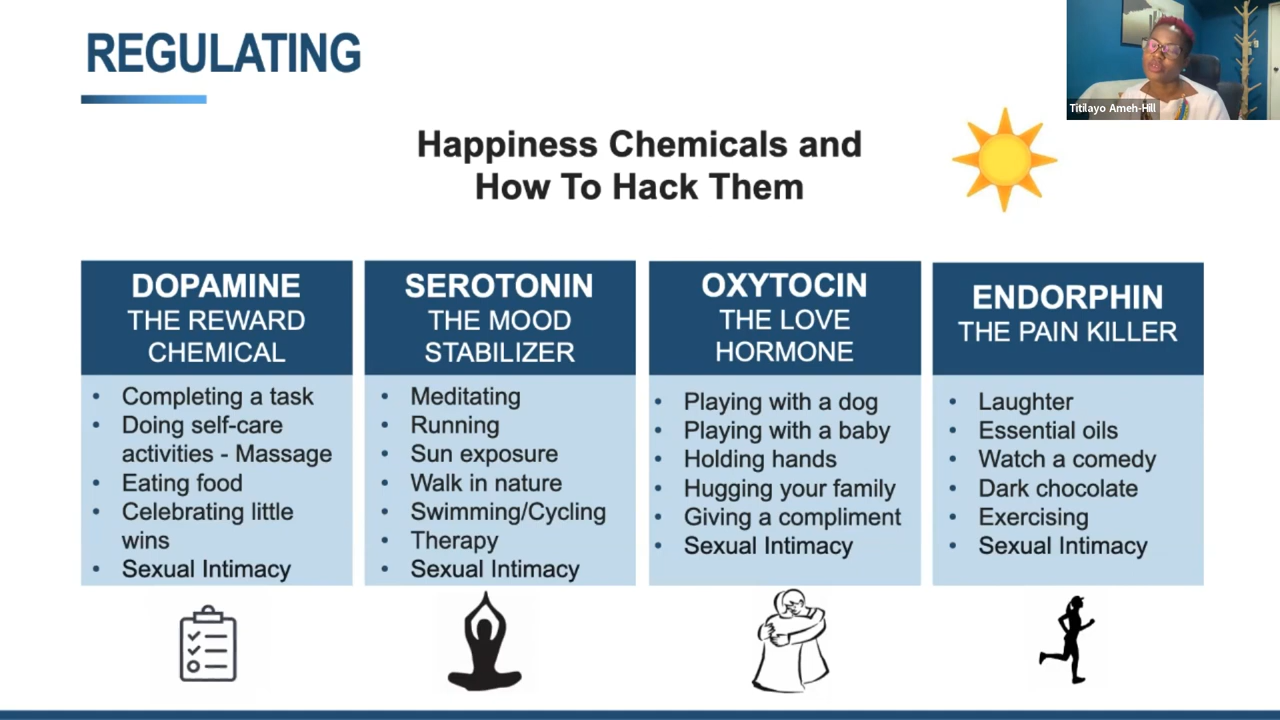 REGULATING
Titilayo Ameh-Hill
Happiness Chemicals and
How To Hack Them
DOPAMINE
THE REWARD
CHEMICAL
• Completing a task
• Doing self-care
activities - Massage
• Eating food
• Celebrating little
wins
• Sexual Intimacy
SEROTONIN
THE MOOD
STABILIZER
• Meditating
• Running
• Sun exposure
• Walk in nature
• Swimming/Cycling
• Therapy
• Sexual Intimacy
OXYTOCIN
THE LOVE
HORMONE
• Playing with a dog
• Playing with a baby
• Holding hands
• Hugging your family
• Giving a compliment
• Sexual Intimacy
ENDORPHIN
THE PAIN KILLER
• Laughter
• Essential oils
• Watch a comedy
• Dark chocolate
• Exercising
• Sexual Intimacy